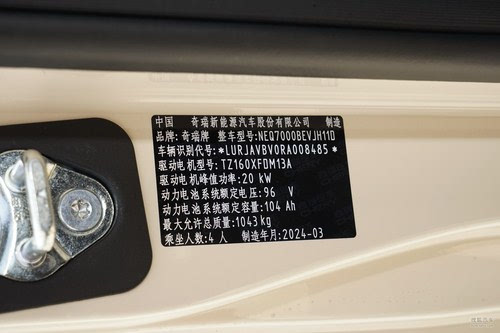 中国 奇瑞新能源汽车股份有限公司 制造
品牌: 奇瑞牌 整车型号:NEQ7000BEVJH11D
车辆识别代号:*LURJAVBV0RA008485*
驱动电机型号:TZ160XFDM13A
驱动电机峰值功率:20 kW
动力电池系统额定电压:96 V
动力电池系统额定容量:104 Ah
最大允许总质量:1043kg
乘坐人数:4人 制造年月:2024-03